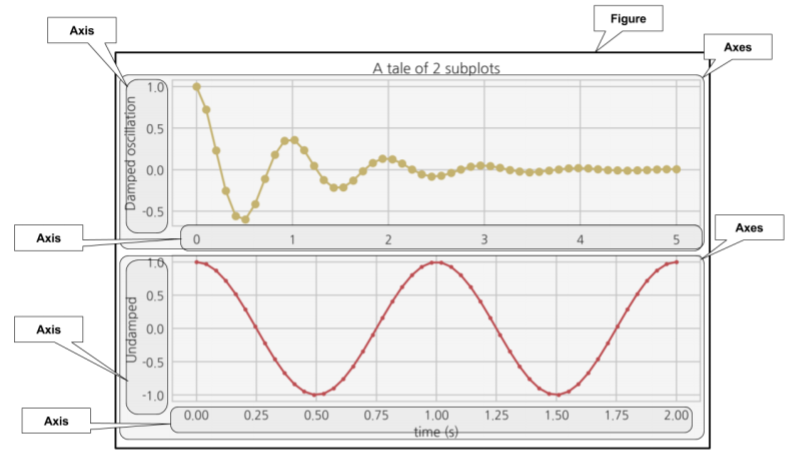 Figure
Axis
Axes
A tale of 2 subplots
Damped oscillation
1.0
0.5
0.0
-0.5
Axis
0 1 2 3 4 5
Axes
Undamped
1.0
0.5
0.0
-0.5
-1.0
Axis
Axis
0.00 0.25 0.50 0.75 1.00 1.25 1.50 1.75 2.00
time (s)